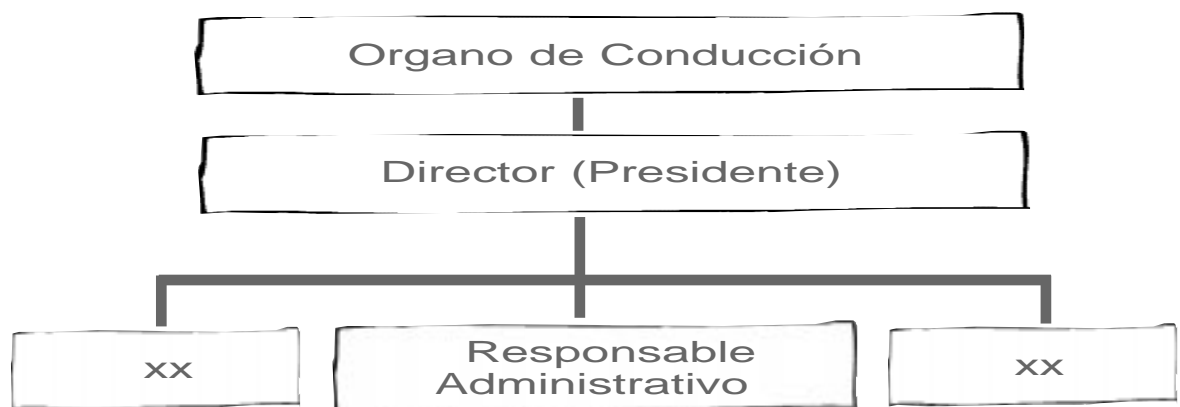 Organo de Conducción
Director (Presidente)
xx
Responsable
Administrativo
xx